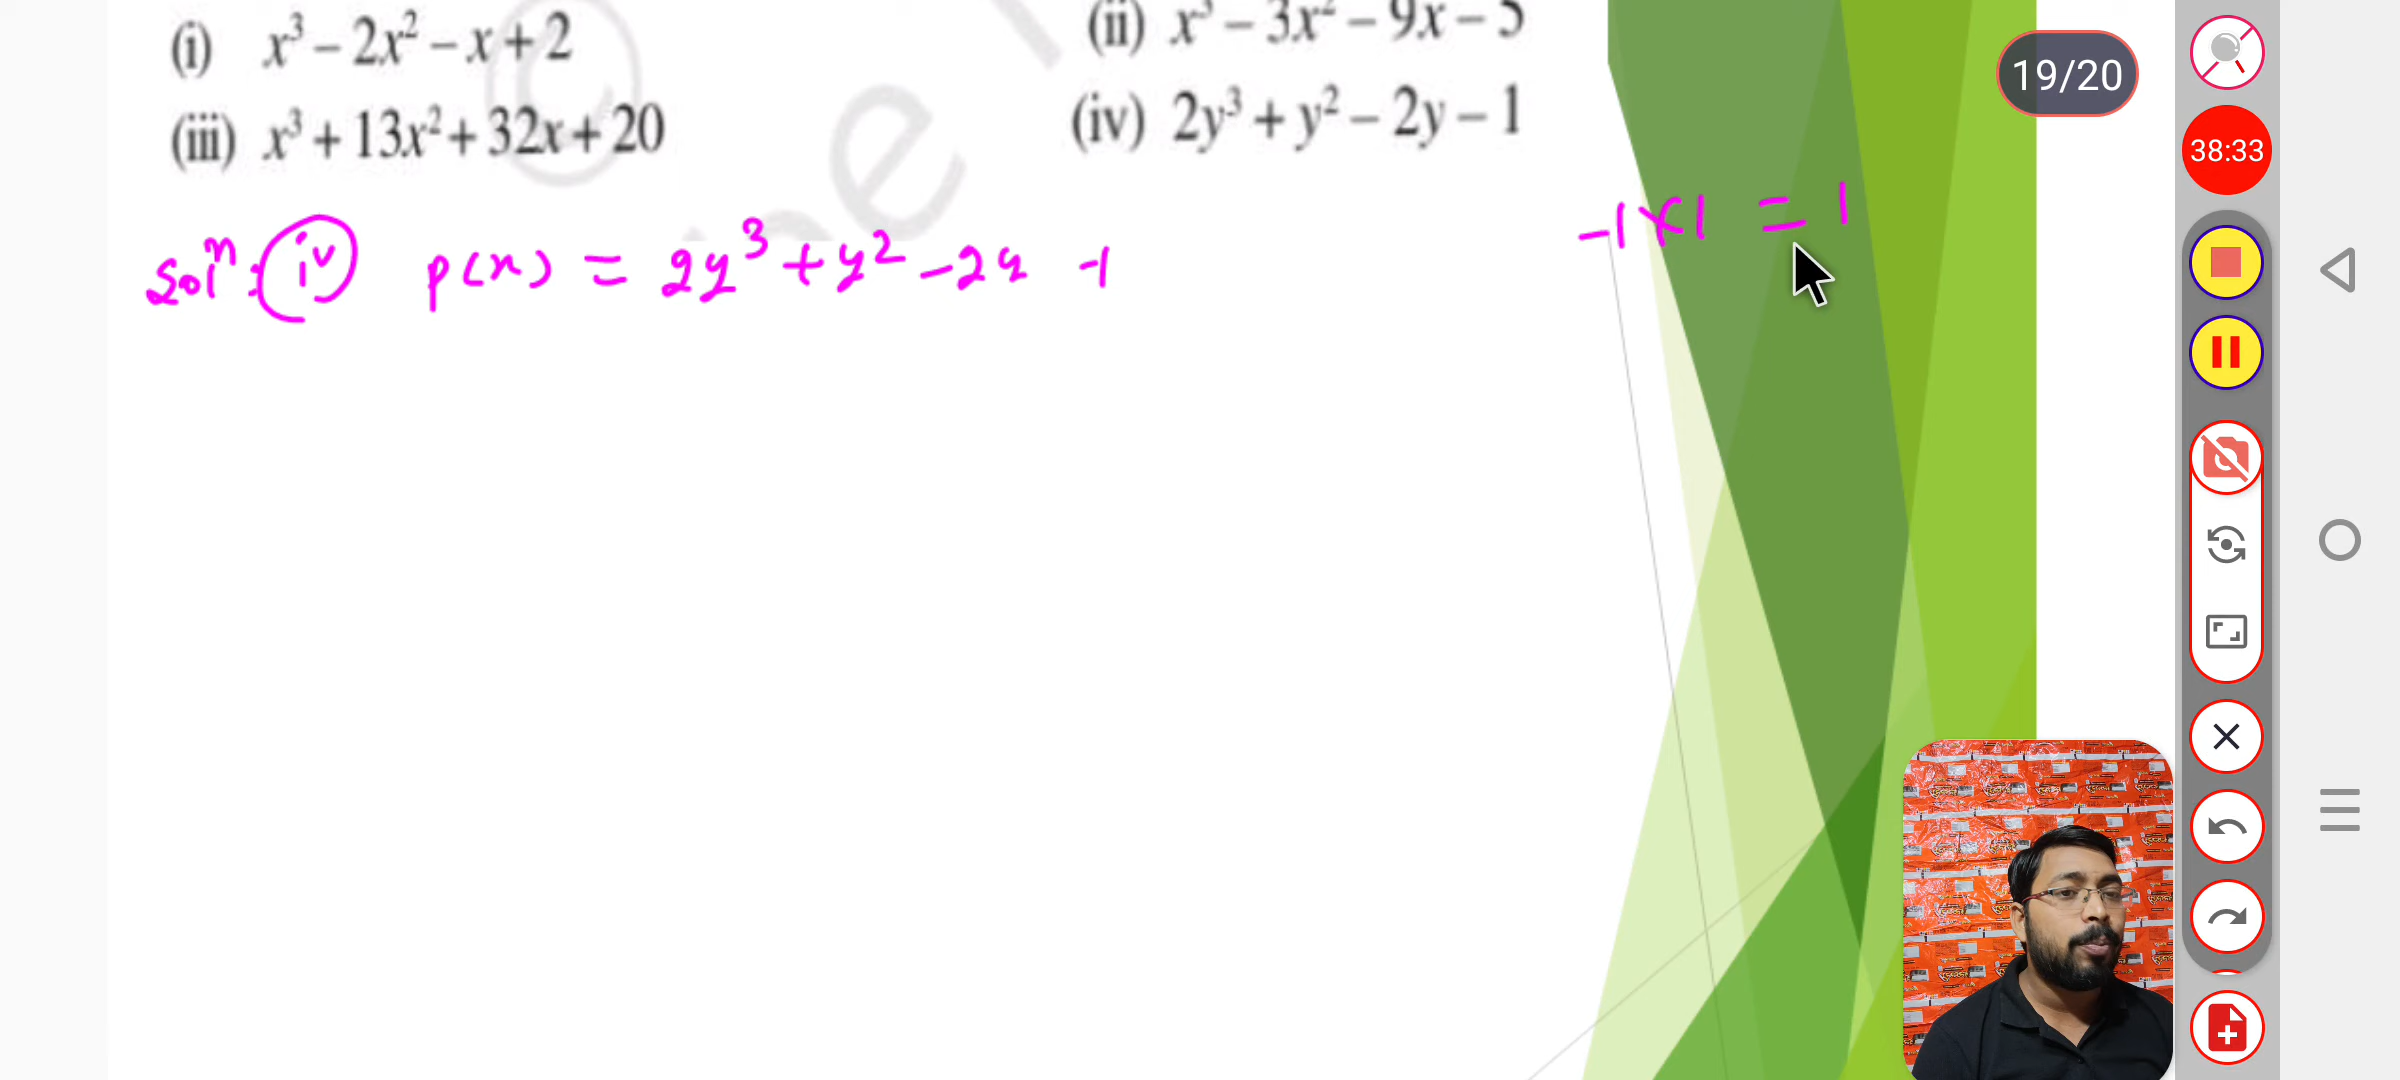 (i) x³ – 2x² – x + 2 (ii) x³ – 3x² – 9x – 5
(iii) x³ + 13x² + 32x + 20 (iv) 2y³ + y² – 2y – 1
19/20
38:33
-1×1 = 1
solⁿ: (iv) p(x) = 2y³ + y² - 2y - 1